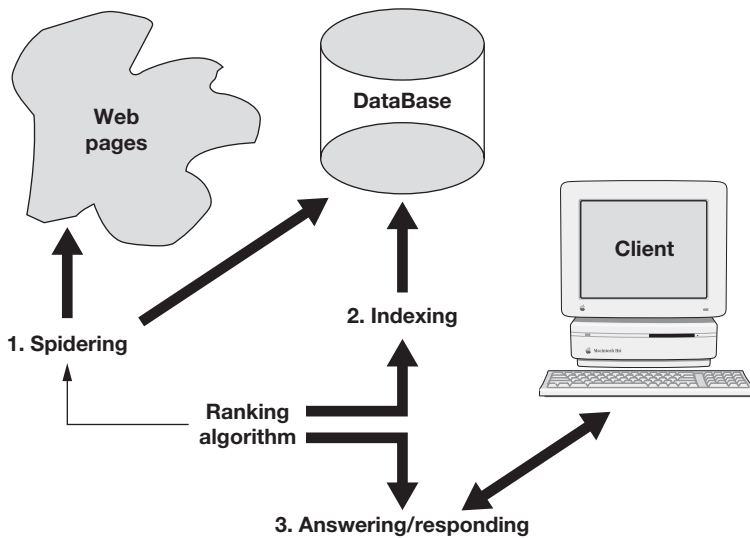 Web
pages
DataBase
Client
1. Spidering
2. Indexing
Ranking
algorithm
3. Answering/responding